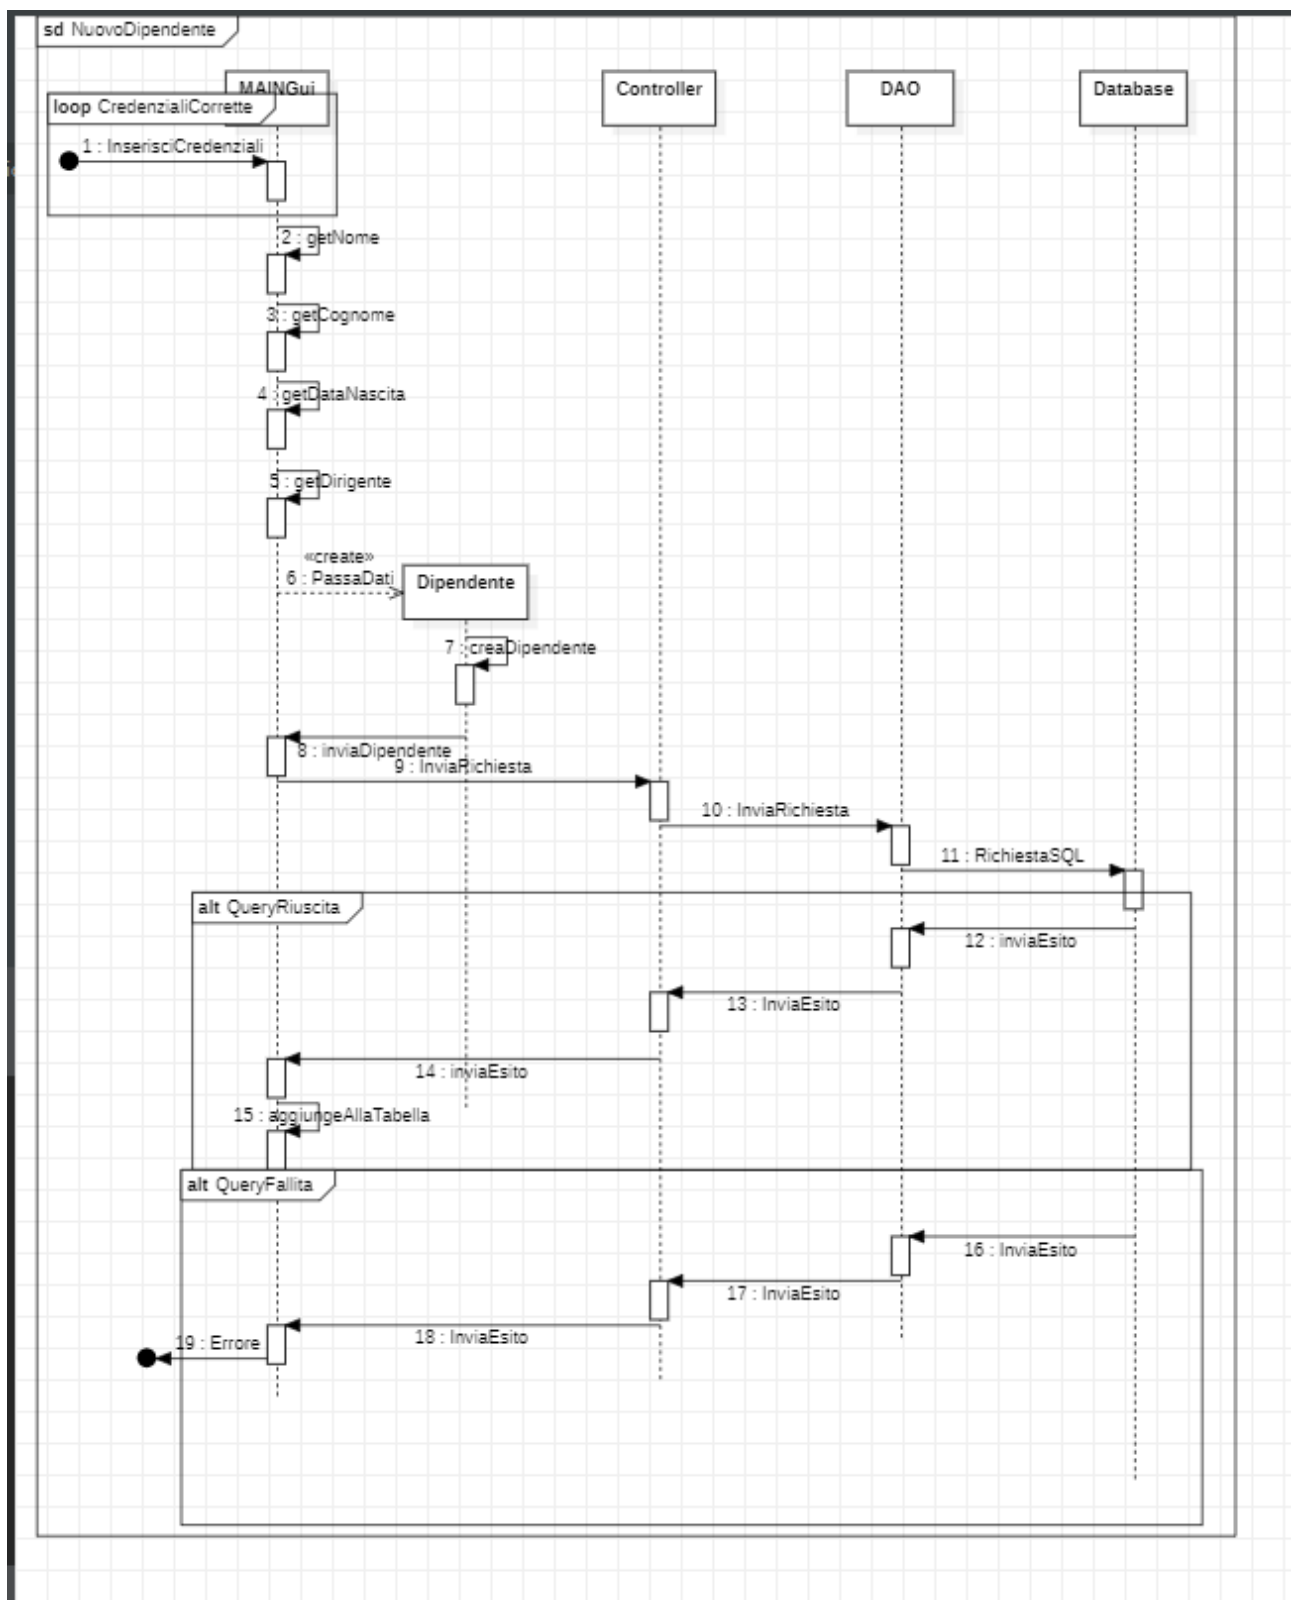 sd NuovoDipendente
MAINGui
Controller
DAO
Database
loop CredenzialiCorrette
1 : InserisciCredenziali
2 : getNome
3 : getCognome
4 : getDataNascita
5 : getDirigente
«create»
6 : PassaDati
Dipendente
7 : creaDipendente
8 : inviaDipendente
9 : InviaRichiesta
10 : InviaRichiesta
11 : RichiestaSQL
alt QueryRiuscita
12 : inviaEsito
13 : InviaEsito
14 : inviaEsito
15 : aggiungeAllaTabella
alt QueryFallita
16 : InviaEsito
17 : InviaEsito
18 : InviaEsito
19 : Errore